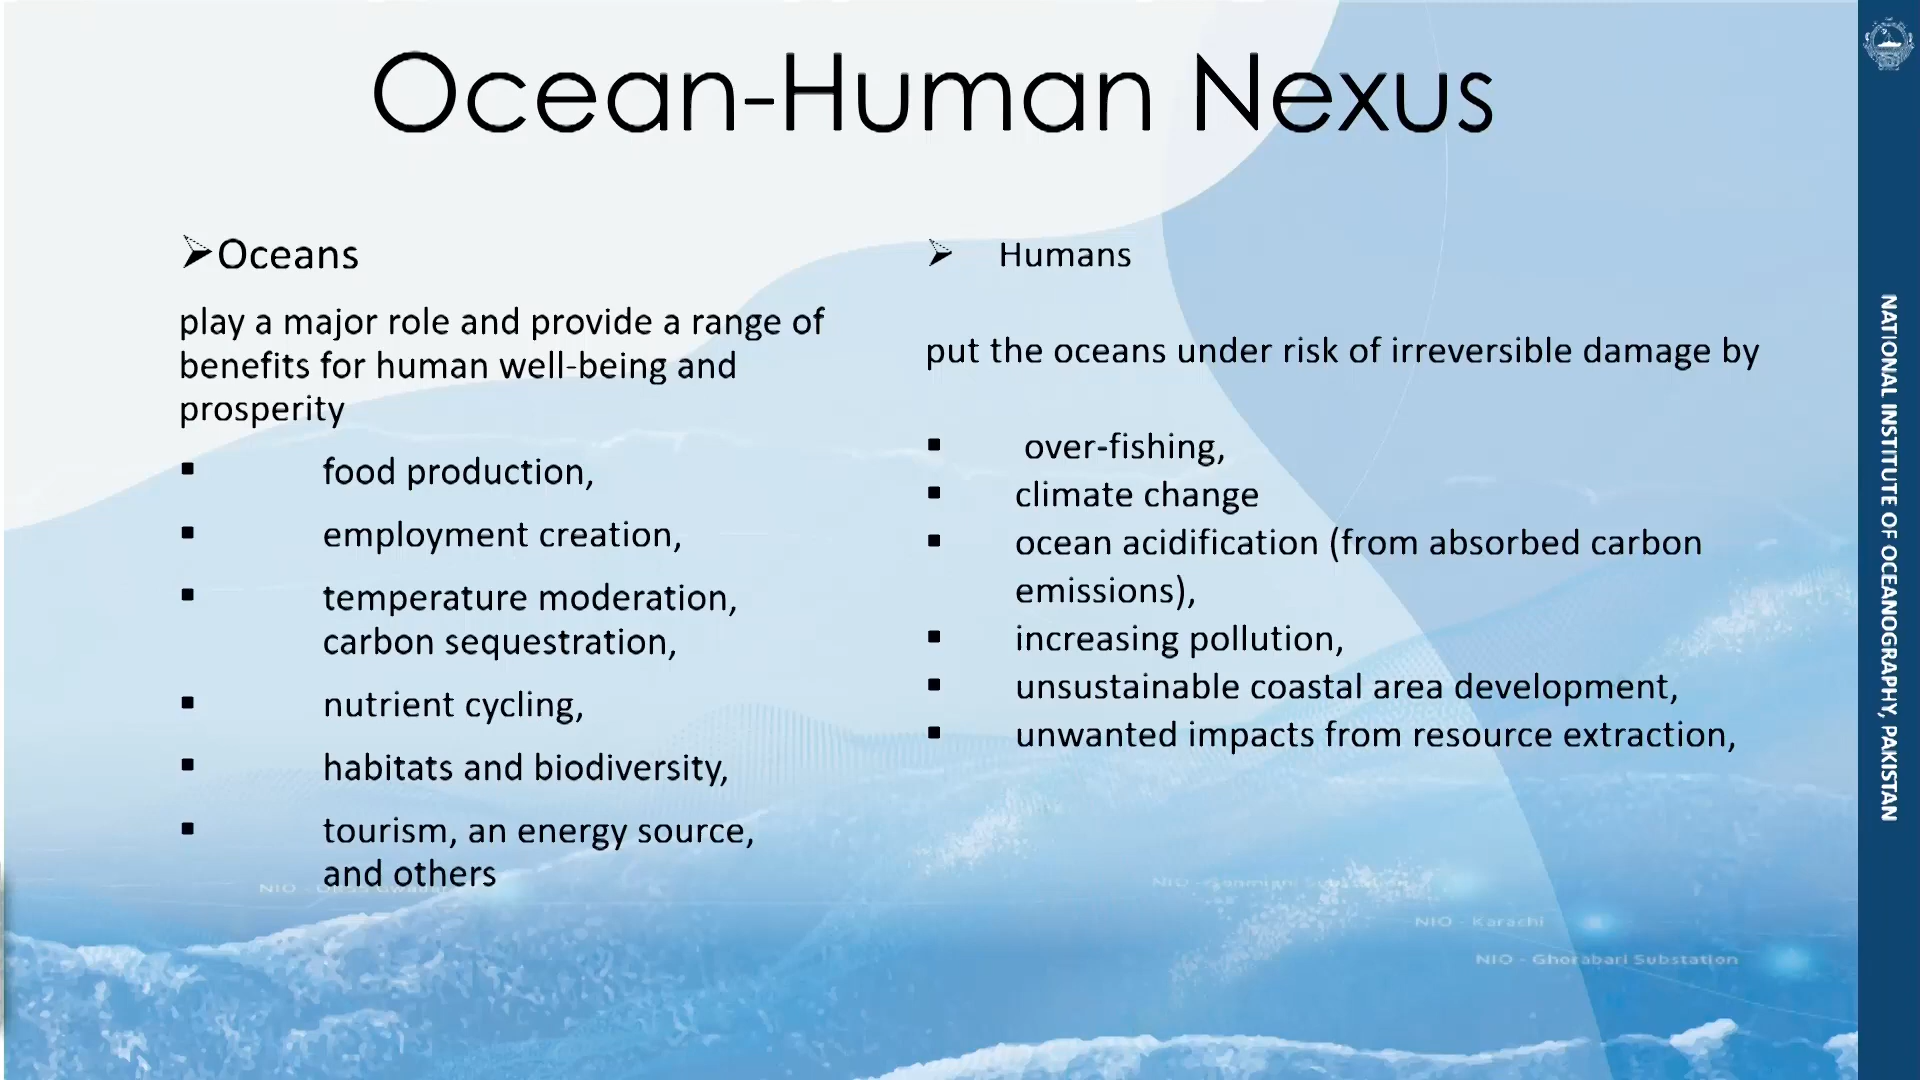 Ocean-Human Nexus
➢Oceans
play a major role and provide a range of
benefits for human well-being and
prosperity
▪ food production,
▪ employment creation,
▪ temperature moderation,
carbon sequestration,
▪ nutrient cycling,
▪ habitats and biodiversity,
▪ tourism, an energy source,
and others
➢ Humans
put the oceans under risk of irreversible damage by
▪ over-fishing,
▪ climate change
▪ ocean acidification (from absorbed carbon
emissions),
▪ increasing pollution,
▪ unsustainable coastal area development,
▪ unwanted impacts from resource extraction,
NIO -
NIO -
NIO - Karachi
NIO - Ghorabari Substation
NATIONAL INSTITUTE OF OCEANOGRAPHY, PAKISTAN